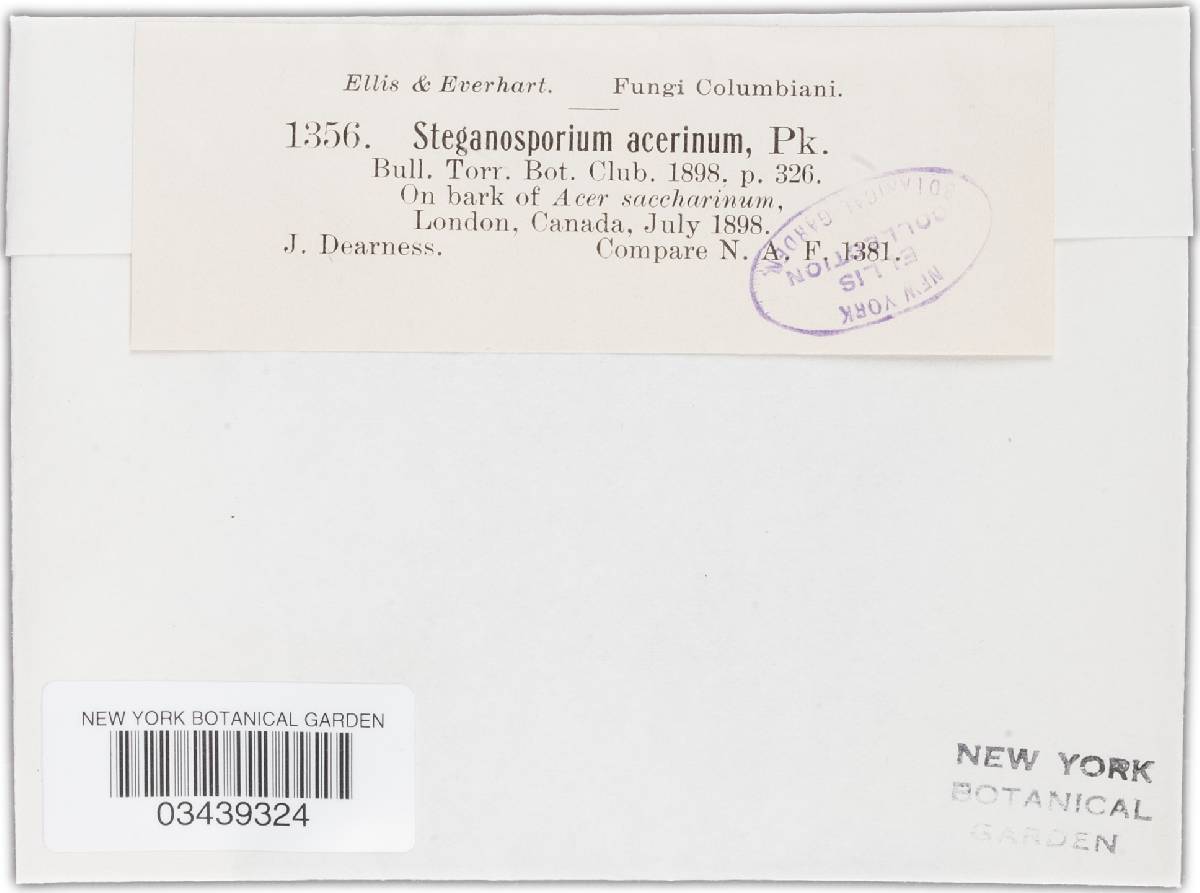 Ellis & Everhart. Fungi Columbiani.
1356. Steganosporium acerinum, Pk.
Bull. Torr. Bot. Club. 1898. p. 326.
On bark of Acer saccharinum,
London, Canada, July 1898.
J. Dearness. Compare N. A. F. 1381.
NEW YORK
ELLIS
COLLECTION
BOTANICAL GARDEN
NEW YORK BOTANICAL GARDEN
03439324
NEW YORK
BOTANICAL
GARDEN